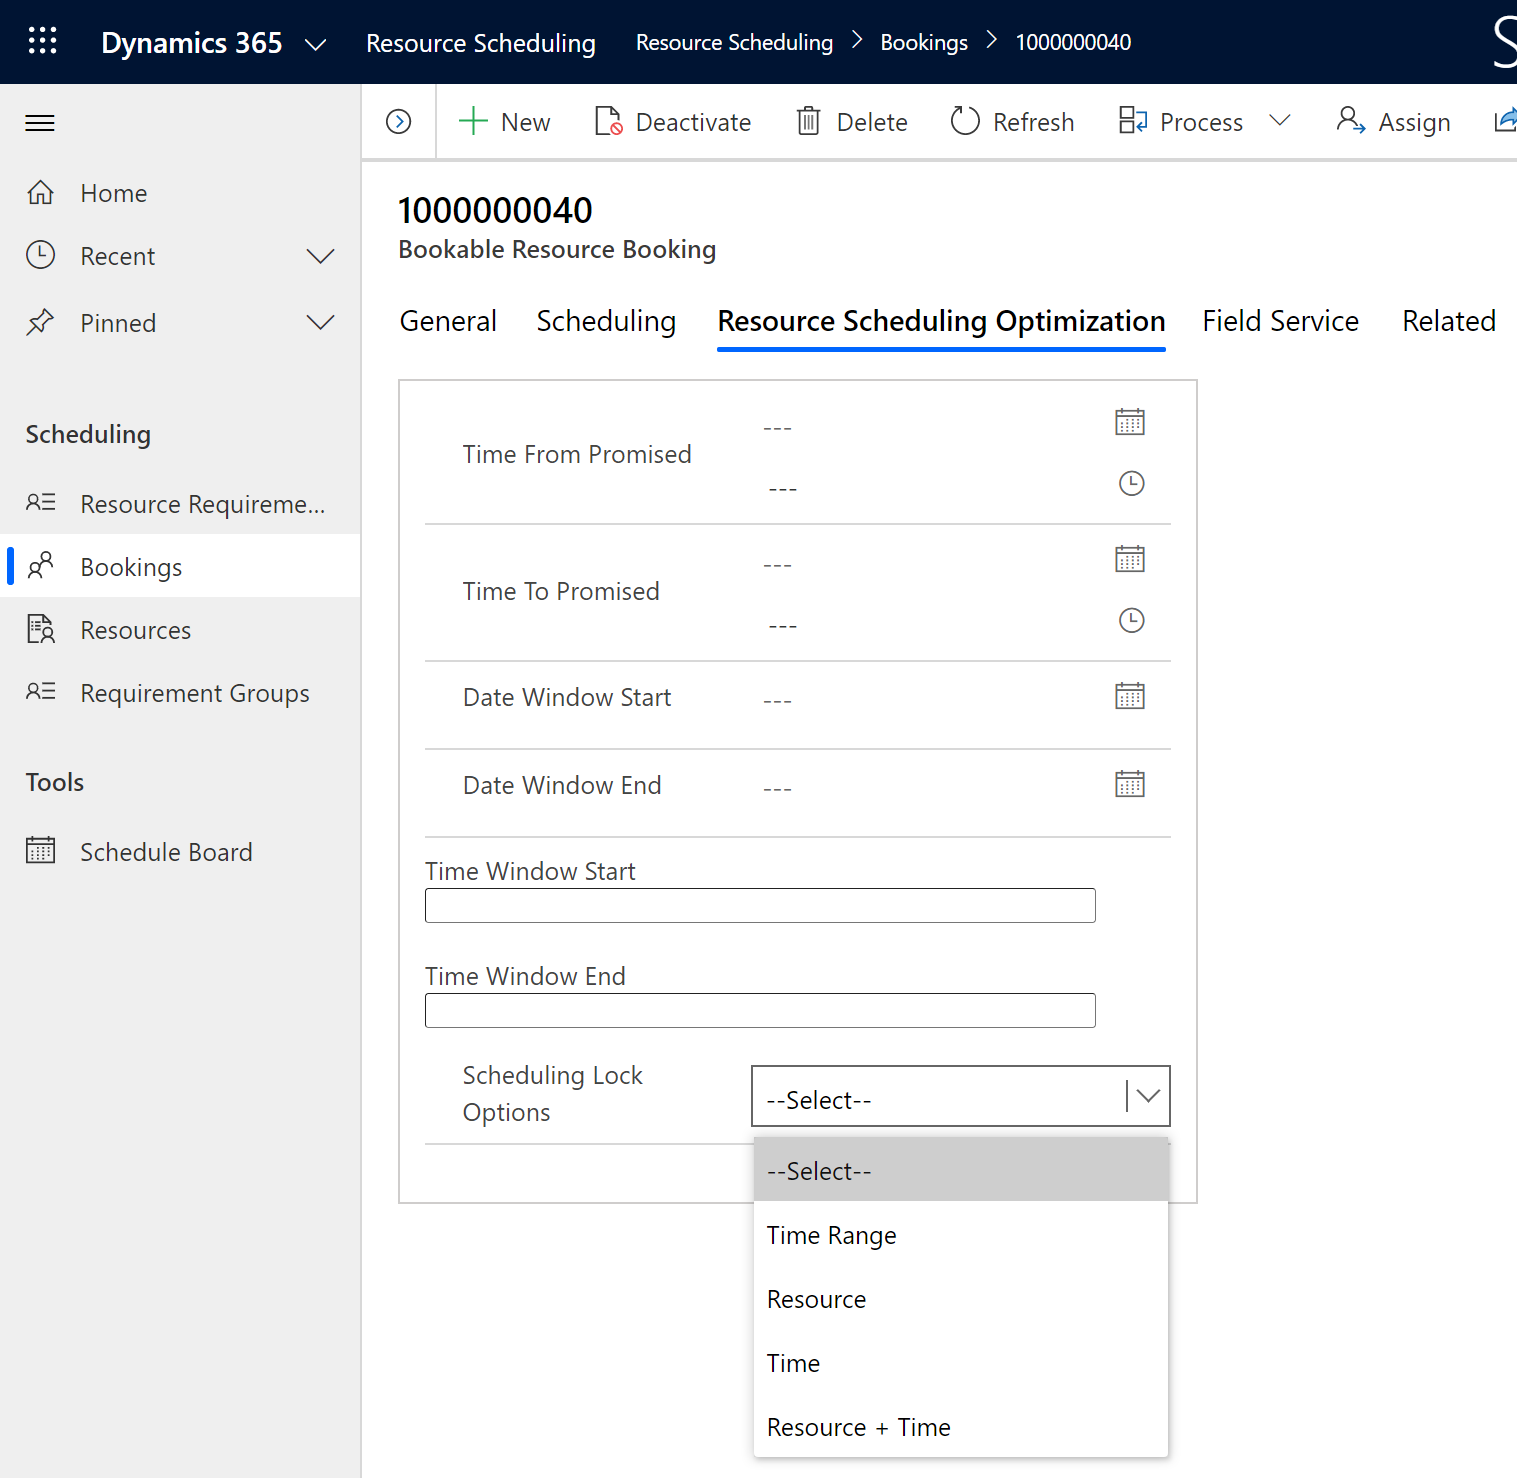 Dynamics 365
Resource Scheduling
Resource Scheduling > Bookings > 1000000040
New
Deactivate
Delete
Refresh
Process
Assign
Home
Recent
Pinned
Scheduling
Resource Requireme...
Bookings
Resources
Requirement Groups
Tools
Schedule Board
1000000040
Bookable Resource Booking
General
Scheduling
Resource Scheduling Optimization
Field Service
Related
Time From Promised
---
---
Time To Promised
---
---
Date Window Start
---
Date Window End
---
Time Window Start
Time Window End
Scheduling Lock
Options
--Select--
--Select--
Time Range
Resource
Time
Resource + Time